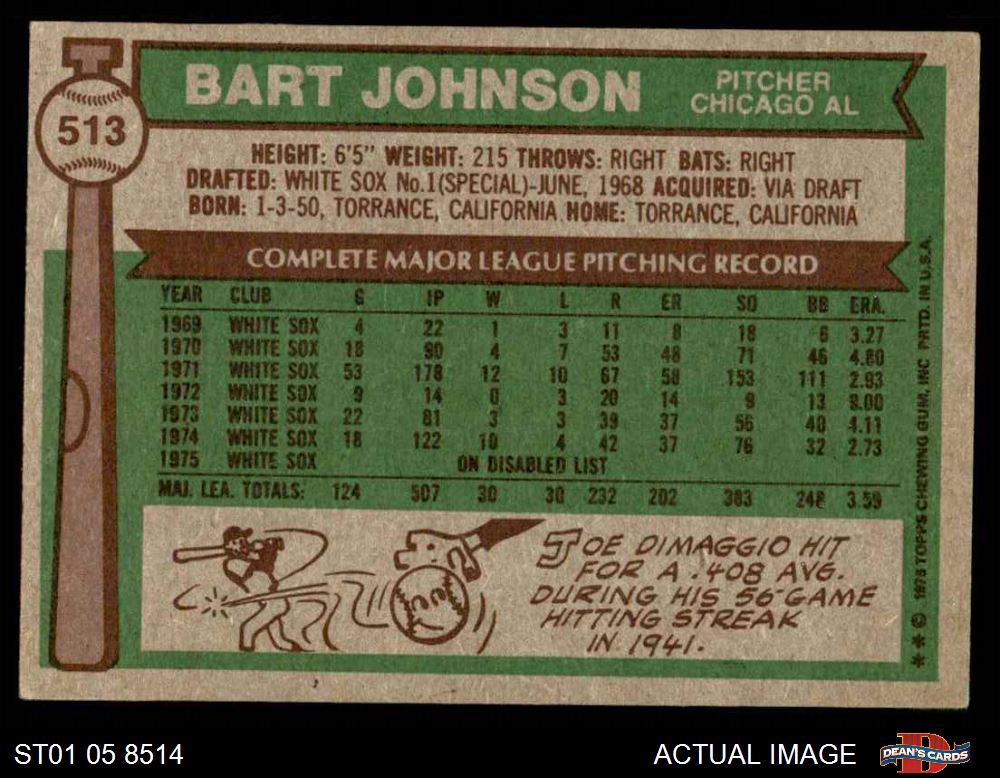 513
BART JOHNSON
PITCHER
CHICAGO AL
HEIGHT: 6'5" WEIGHT: 215 THROWS: RIGHT BATS: RIGHT
DRAFTED: WHITE SOX No.1(SPECIAL)-JUNE, 1968 ACQUIRED: VIA DRAFT
BORN: 1-3-50, TORRANCE, CALIFORNIA HOME: TORRANCE, CALIFORNIA
COMPLETE MAJOR LEAGUE PITCHING RECORD
YEAR CLUB G IP W L R ER SO BB ERA.
1969 WHITE SOX 4 22 1 3 11 8 18 6 3.27
1970 WHITE SOX 18 90 4 7 53 48 71 46 4.80
1971 WHITE SOX 53 178 12 10 67 58 153 111 2.93
1972 WHITE SOX 9 14 0 3 20 14 9 13 9.00
1973 WHITE SOX 22 81 3 3 39 37 56 40 4.11
1974 WHITE SOX 18 122 10 4 42 37 76 32 2.73
1975 WHITE SOX ON DISABLED LIST
MAJ. LEA. TOTALS: 124 507 30 30 232 202 383 248 3.59
JOE DIMAGGIO HIT
FOR A .408 AVG.
DURING HIS 56-GAME
HITTING STREAK
IN 1941.
**© 1976 TOPPS CHEWING GUM, INC PRTD. IN U.S.A.
ST01 05 8514
ACTUAL IMAGE
DEAN'S CARDS